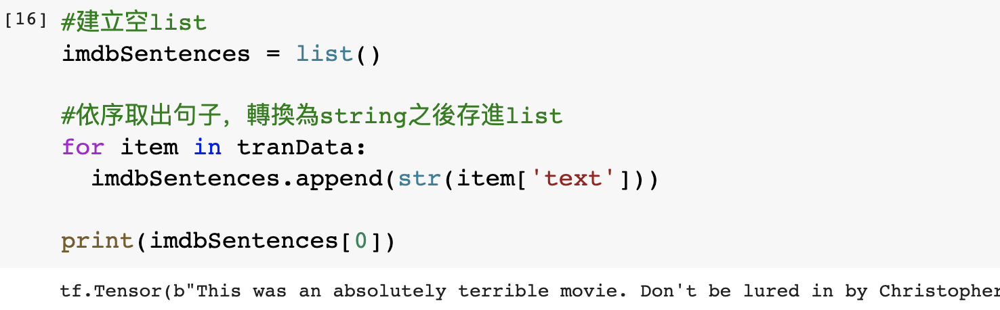 [16] #建立空list
imdbSentences = list()
#依序取出句子，轉換為string之後存進list
for item in tranData:
  imdbSentences.append(str(item['text']))
print(imdbSentences[0])
tf.Tensor(b"This was an absolutely terrible movie. Don't be lured in by Christopher